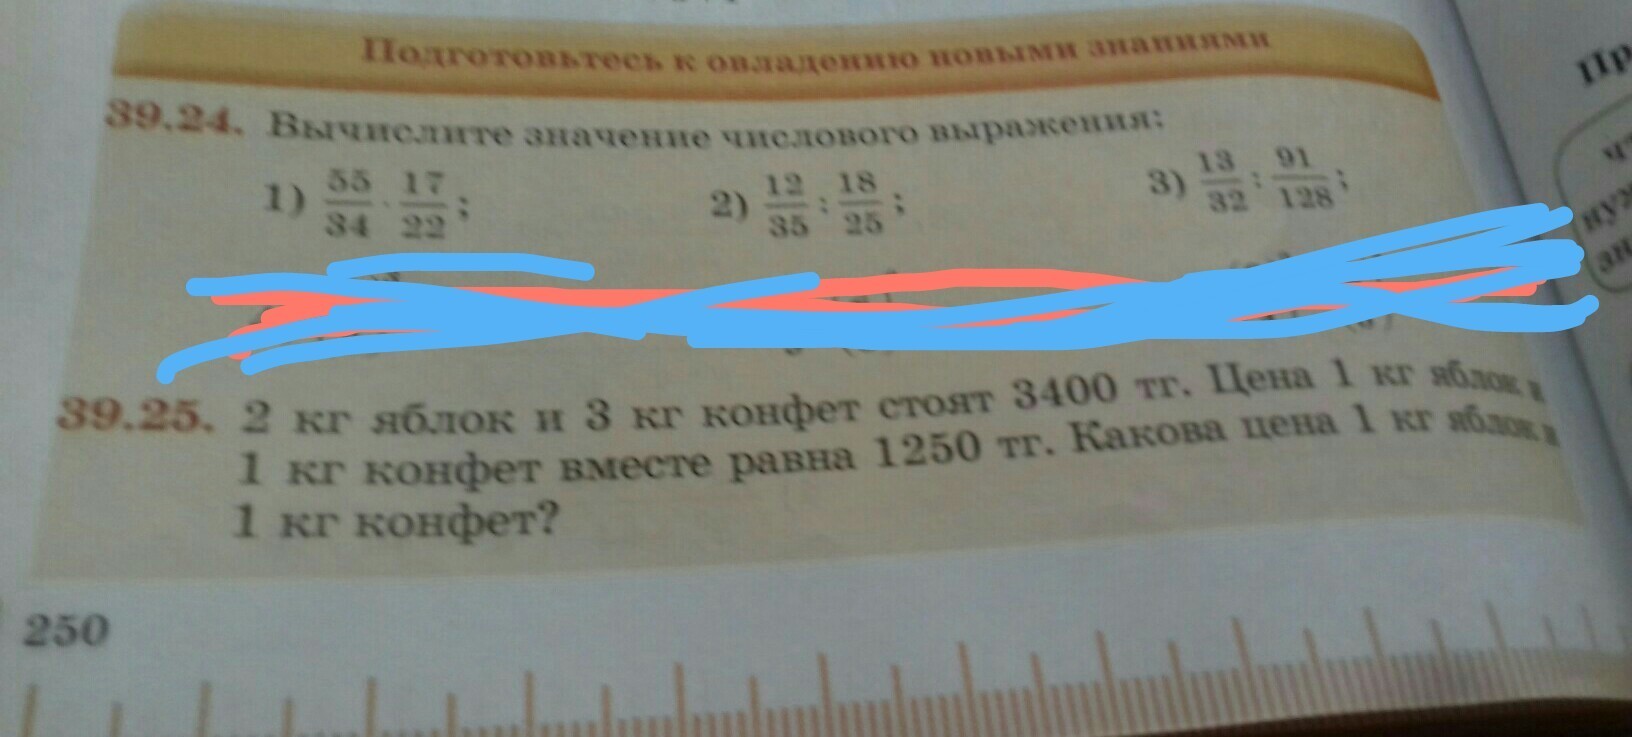 Подготовьтесь к овладению новыми знаниями
39.24. Вычислите значение числового выражения:
1) 55/34 · 17/22; 2) 12/35 : 18/25; 3) 13/32 : 91/128;
39.25. 2 кг яблок и 3 кг конфет стоят 3400 тг. Цена 1 кг яблок и
1 кг конфет вместе равна 1250 тг. Какова цена 1 кг яблок и
1 кг конфет?
250